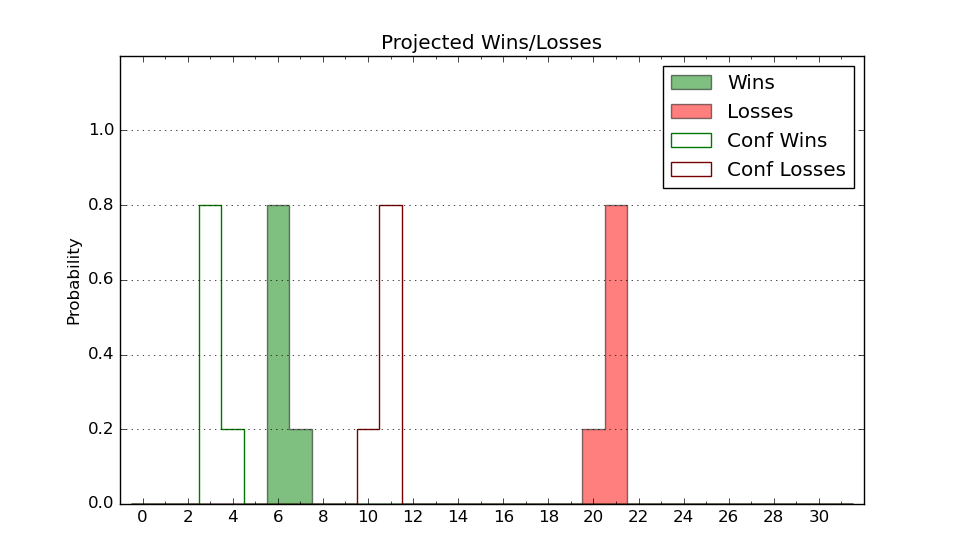 Projected Wins/Losses
Wins
Losses
Conf Wins
Conf Losses
Probability
1.0
0.8
0.6
0.4
0.2
0.0
0 2 4 6 8 10 12 14 16 18 20 22 24 26 28 30